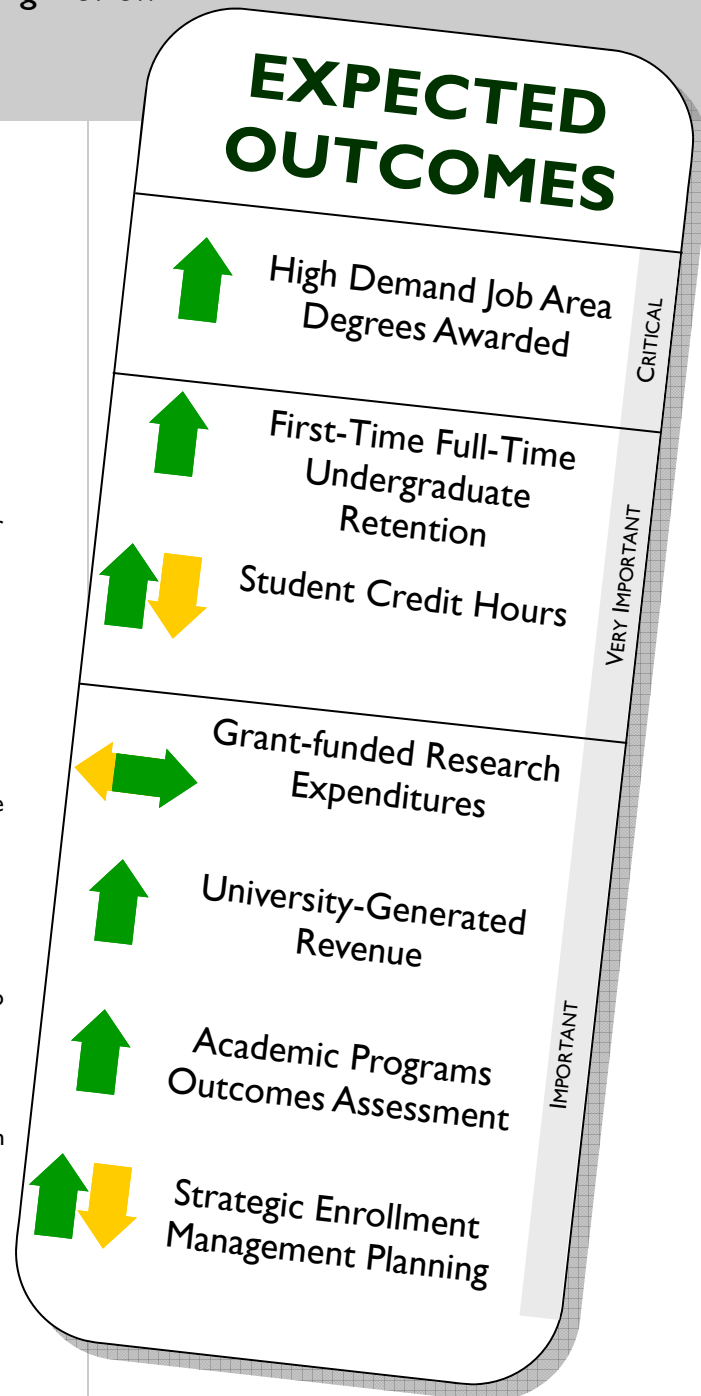 EXPECTED
OUTCOMES
High Demand Job Area
Degrees Awarded
CRITICAL
First-Time Full-Time
Undergraduate
Retention
Student Credit Hours
VERY IMPORTANT
Grant-funded Research
Expenditures
University-Generated
Revenue
Academic Programs
Outcomes Assessment
Strategic Enrollment
Management Planning
IMPORTANT